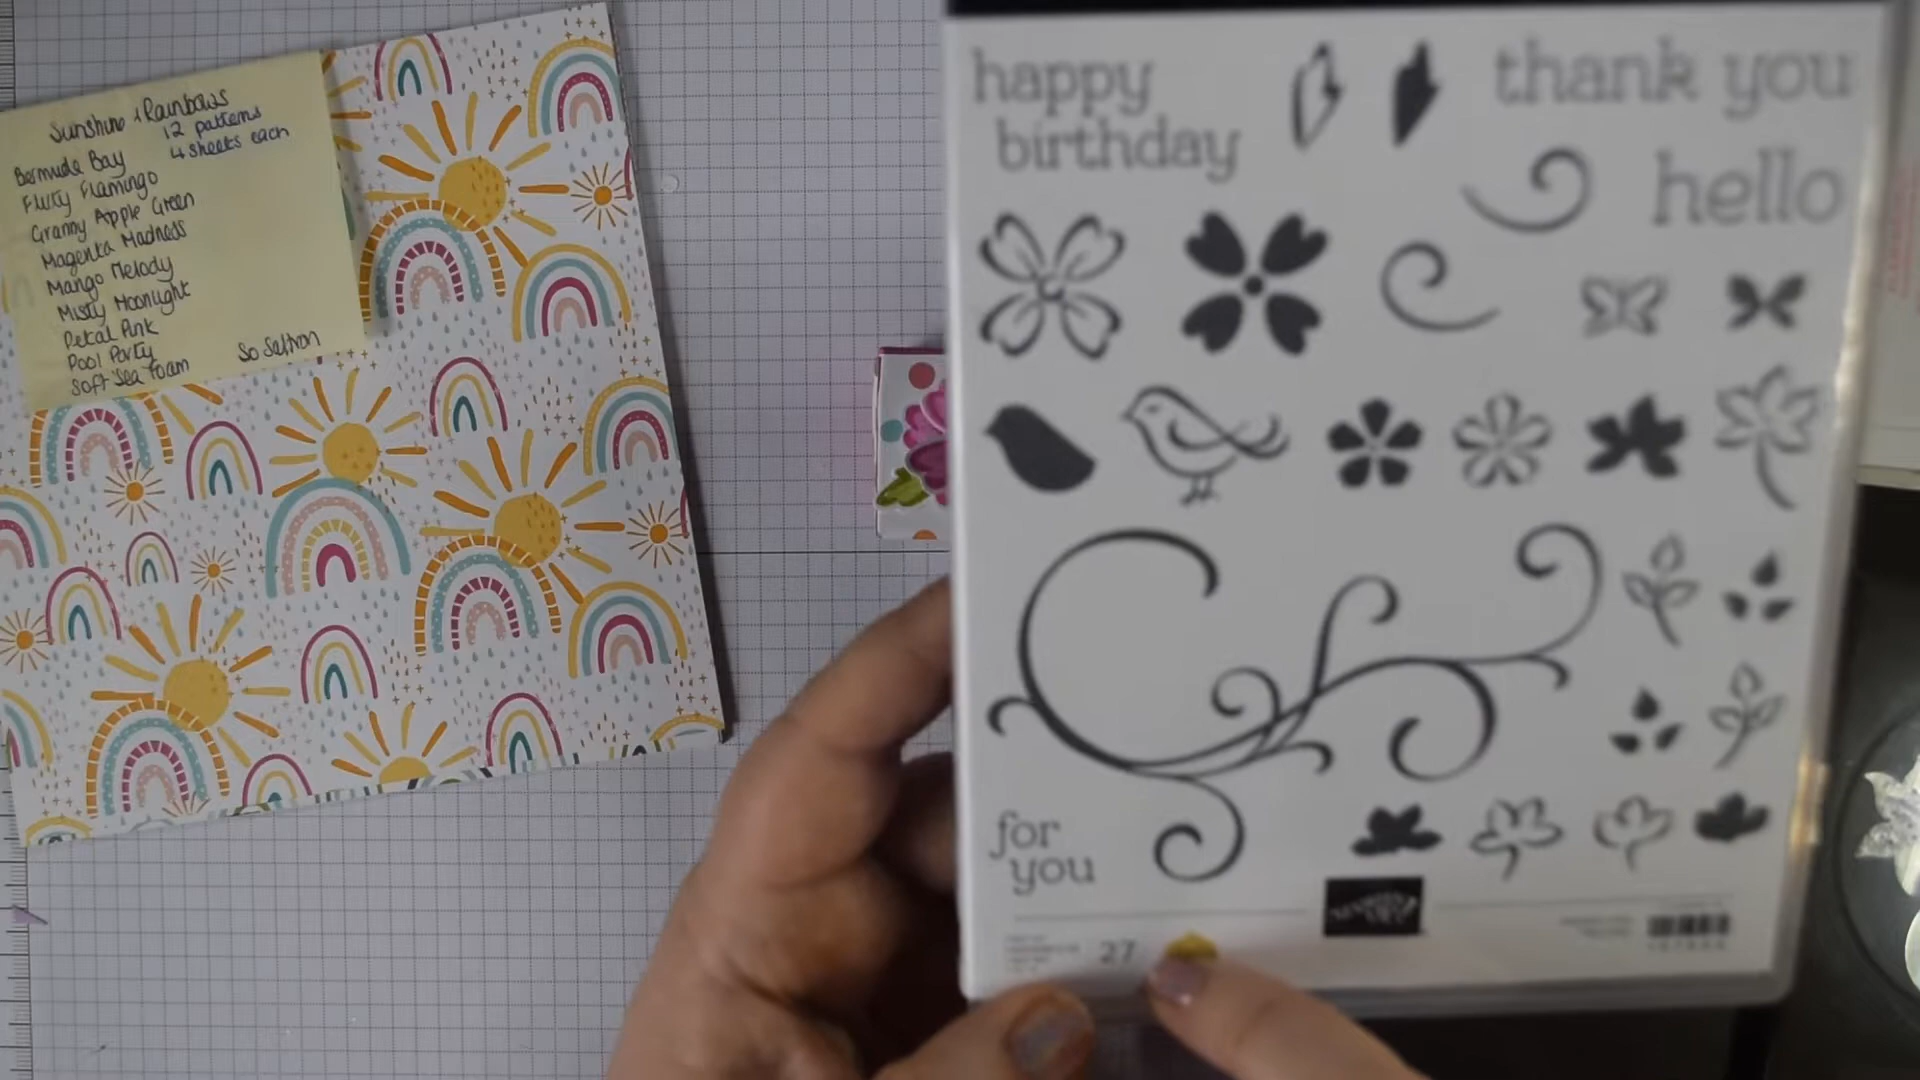 Sunshine + Rainbows
12 patterns
4 sheets each
Bermuda Bay
Flirty Flamingo
Granny Apple Green
Magenta Madness
Mango Melody
Misty Moonlight
Petal Pink
Pool Party
Soft Sea Foam
So Saffron
happy
birthday
thank you
hello
for
you
27